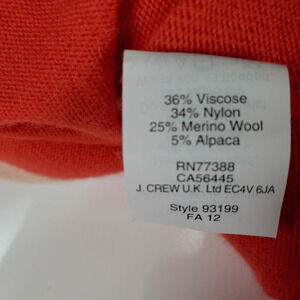 36% Viscose
34% Nylon
25% Merino Wool
5% Alpaca
RN77388
CA56445
J. CREW U.K. Ltd EC4V 6JA
Style 93199
FA 12